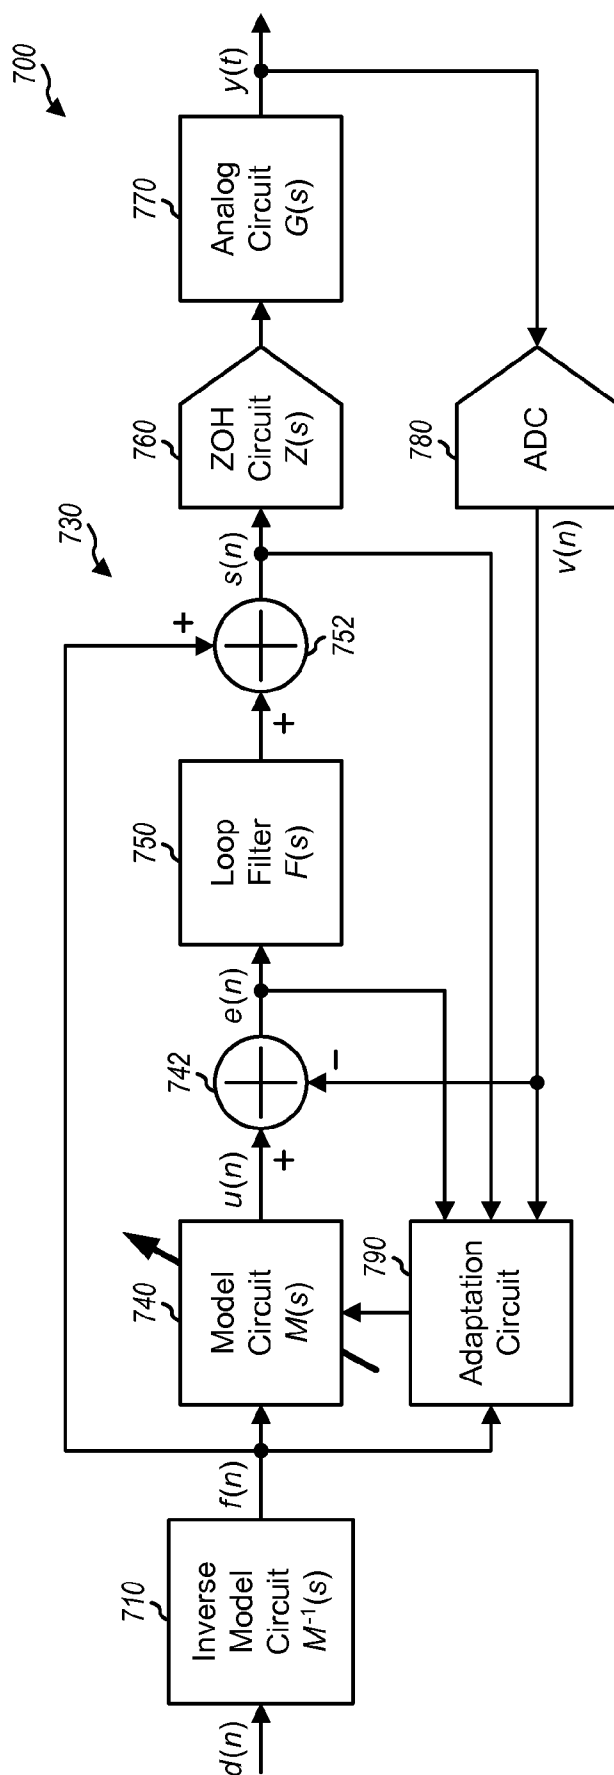 700
730
d(n)
710
Inverse
Model
Circuit
M⁻¹(s)
f(n)
740
Model
Circuit
M(s)
u(n)
+
742
−
e(n)
750
Loop
Filter
F(s)
+
+
752
s(n)
760
ZOH
Circuit
Z(s)
770
Analog
Circuit
G(s)
y(t)
780
ADC
v(n)
790
Adaptation
Circuit